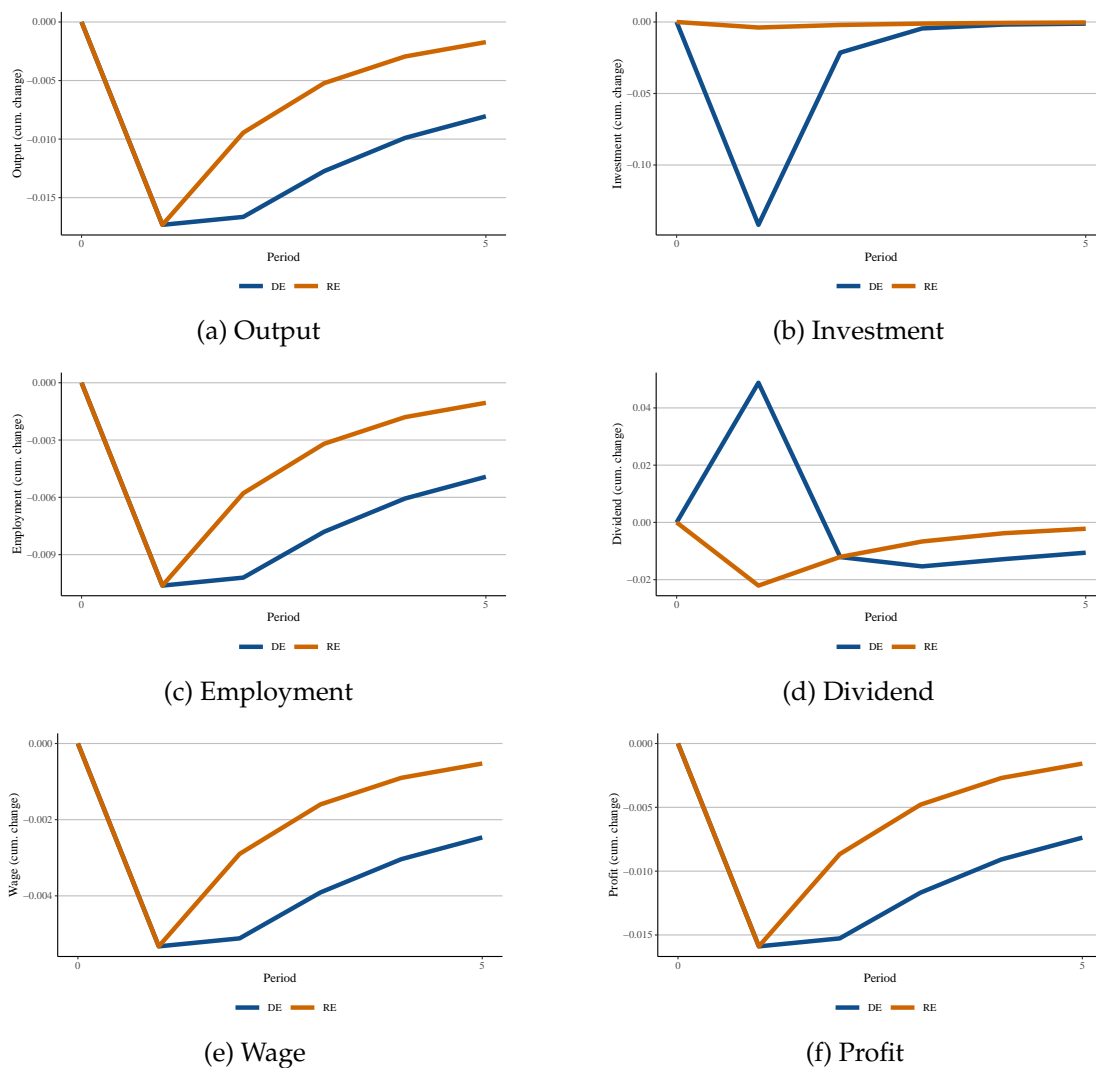 0.000
−0.005
−0.010
−0.015
Output (cum. change)
0
5
Period
DE
RE
(a) Output
0.00
−0.05
−0.10
Investment (cum. change)
0
5
Period
DE
RE
(b) Investment
0.000
−0.003
−0.006
−0.009
Employment (cum. change)
0
5
Period
DE
RE
(c) Employment
0.04
0.02
0.00
−0.02
Dividend (cum. change)
0
5
Period
DE
RE
(d) Dividend
0.000
−0.002
−0.004
Wage (cum. change)
0
5
Period
DE
RE
(e) Wage
0.000
−0.005
−0.010
−0.015
Profit (cum. change)
0
5
Period
DE
RE
(f) Profit